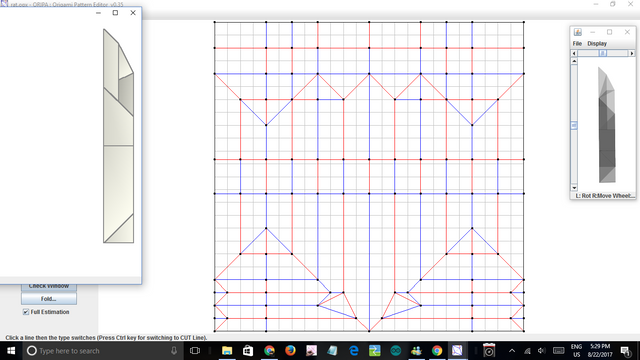 rat.opx - ORIPA : Origami Pattern Editor v0.35
File Display
L: Rot R:Move Wheel:...
Check Window
Fold...
Full Estimation
Click a line then the type switches (Press Ctrl key for switching to CUT Line).
Type here to search
ENG
5:29 PM
US
8/22/2017